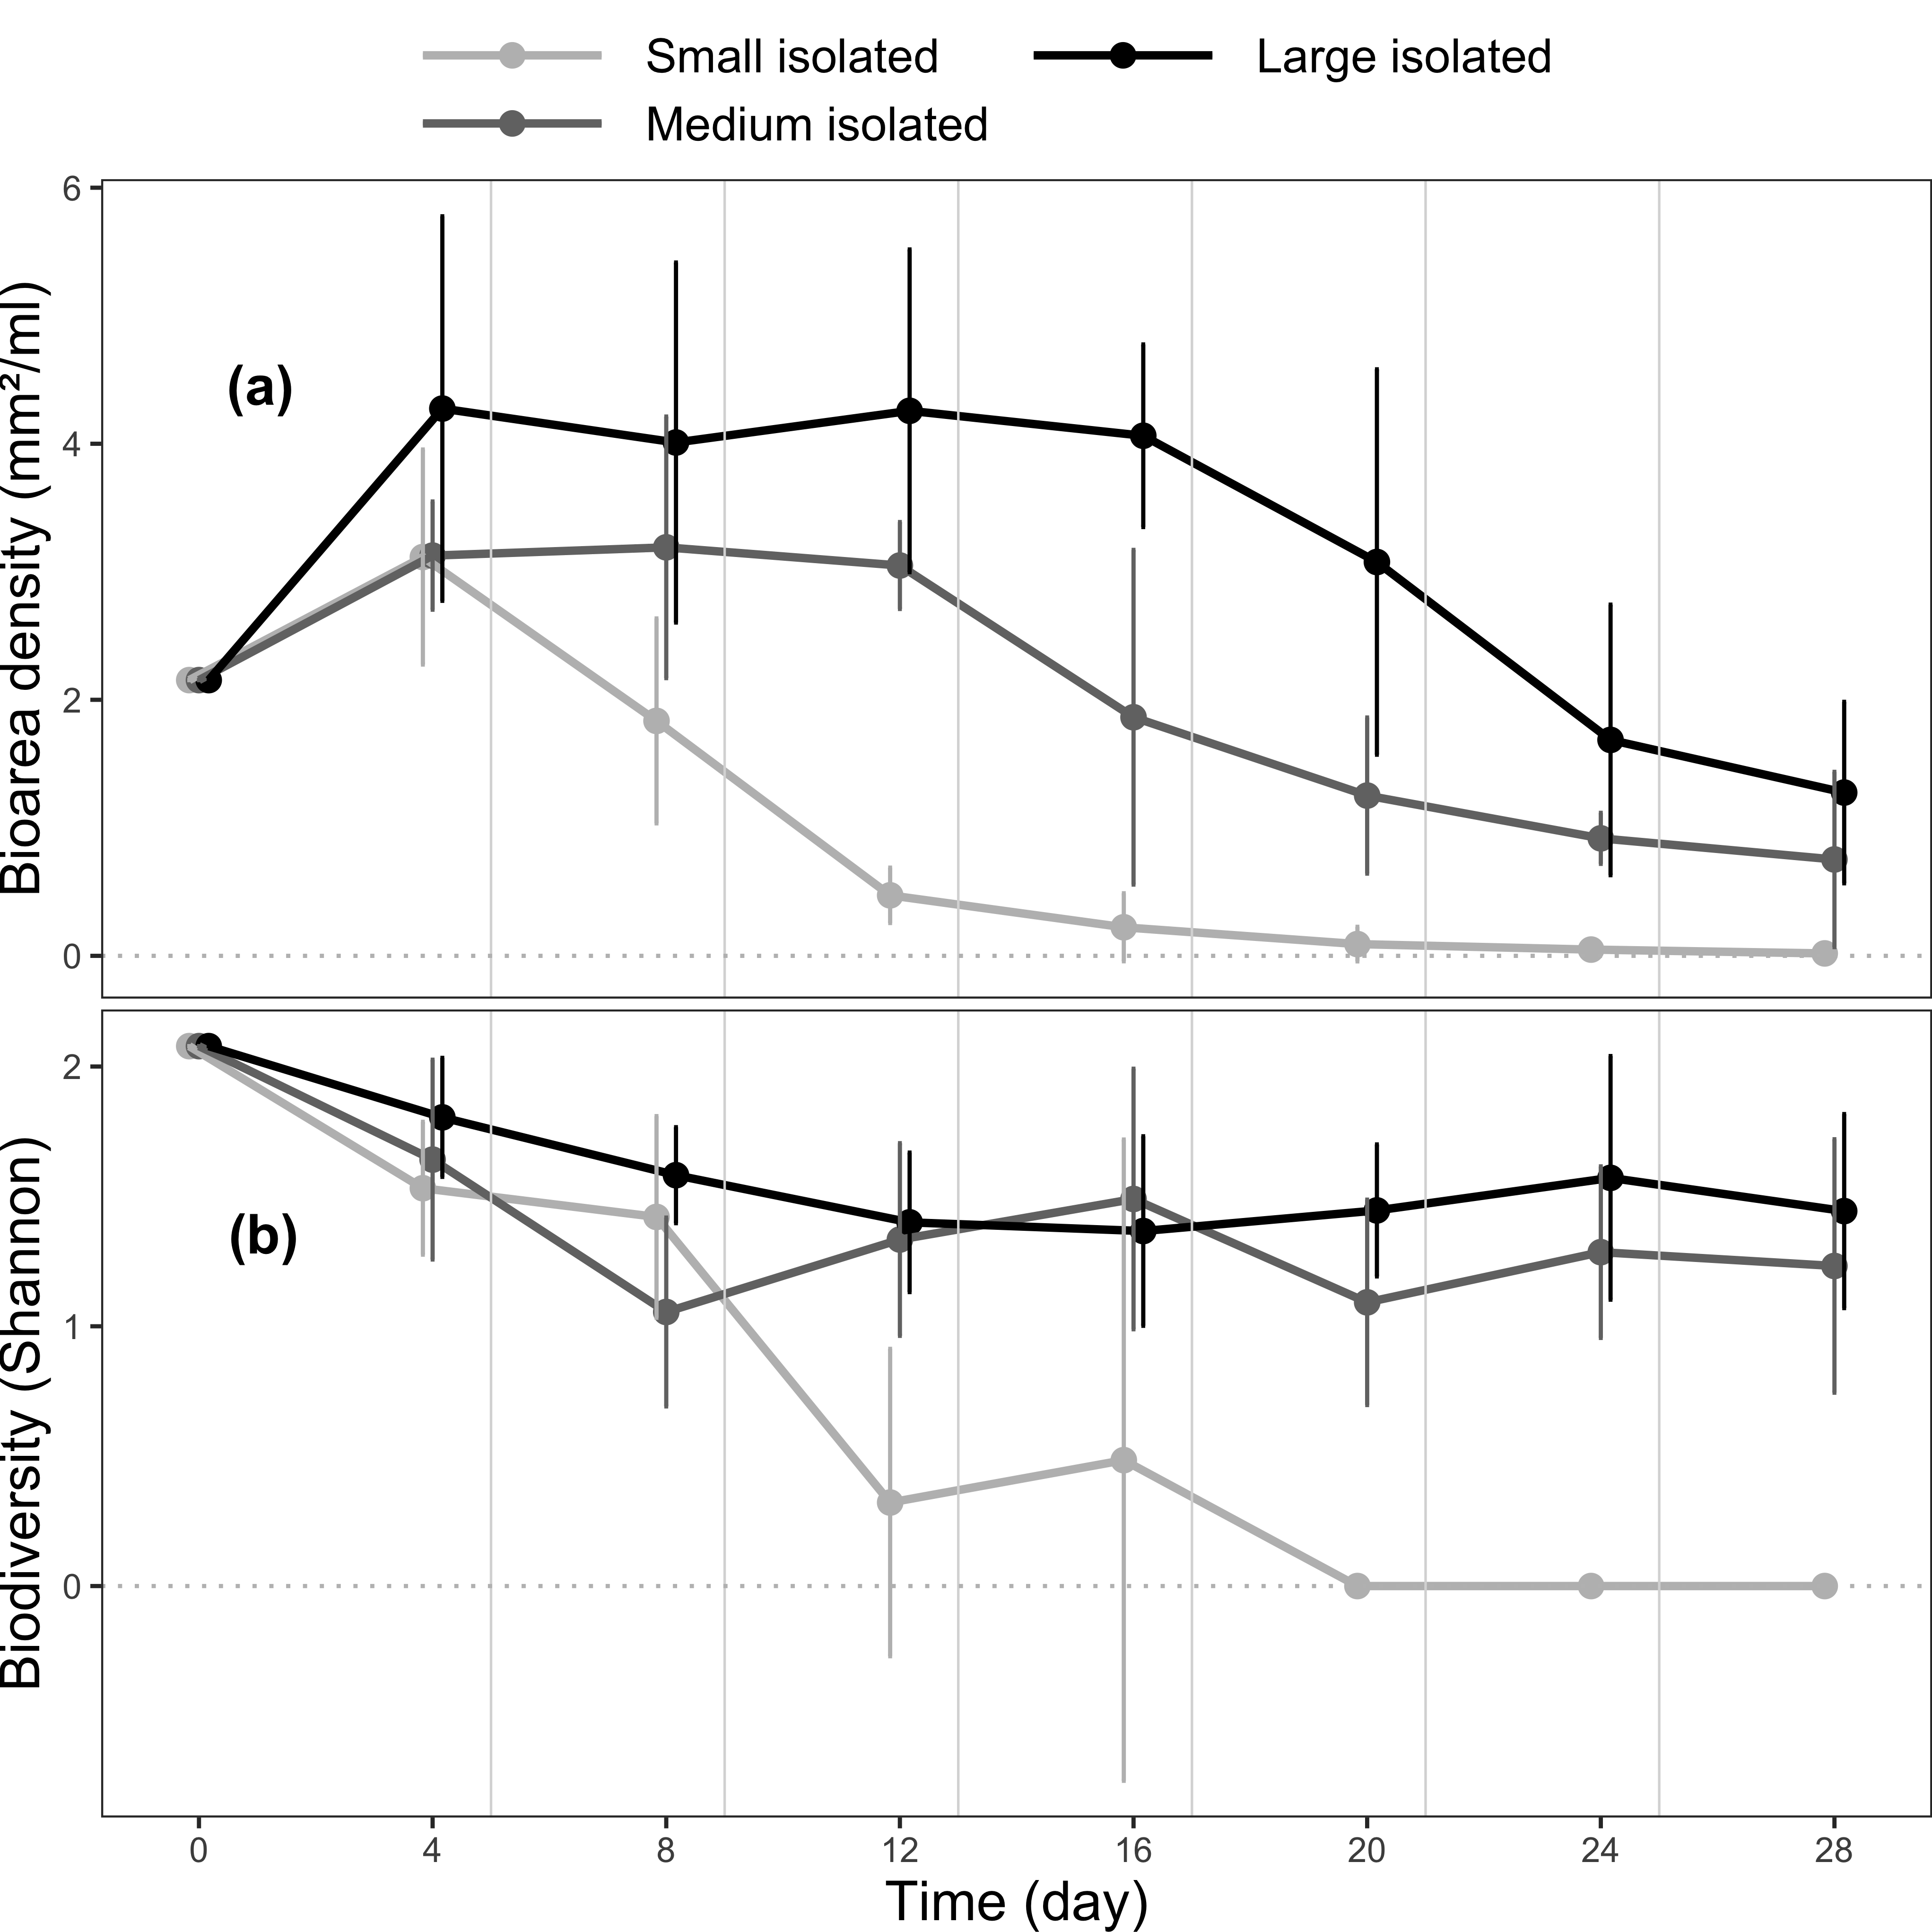 Small isolated
Large isolated
Medium isolated
Bioarea density (mm²/ml)
6
4
2
0
(a)
Biodiversity (Shannon)
2
1
0
(b)
0 4 8 12 16 20 24 28
Time (day)